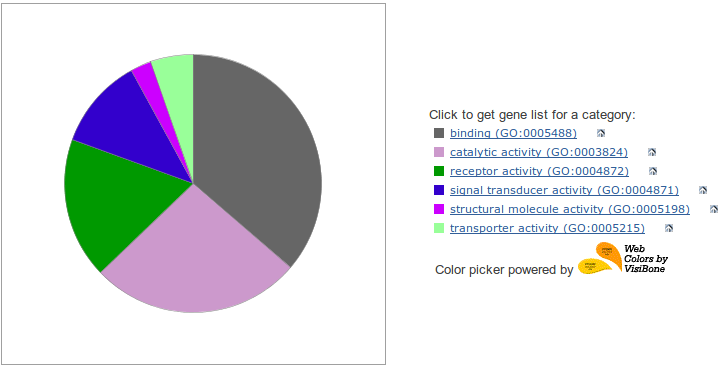 Click to get gene list for a category:
binding (GO:0005488)
catalytic activity (GO:0003824)
receptor activity (GO:0004872)
signal transducer activity (GO:0004871)
structural molecule activity (GO:0005198)
transporter activity (GO:0005215)
Color picker powered by
Web
Colors by
VisiBone